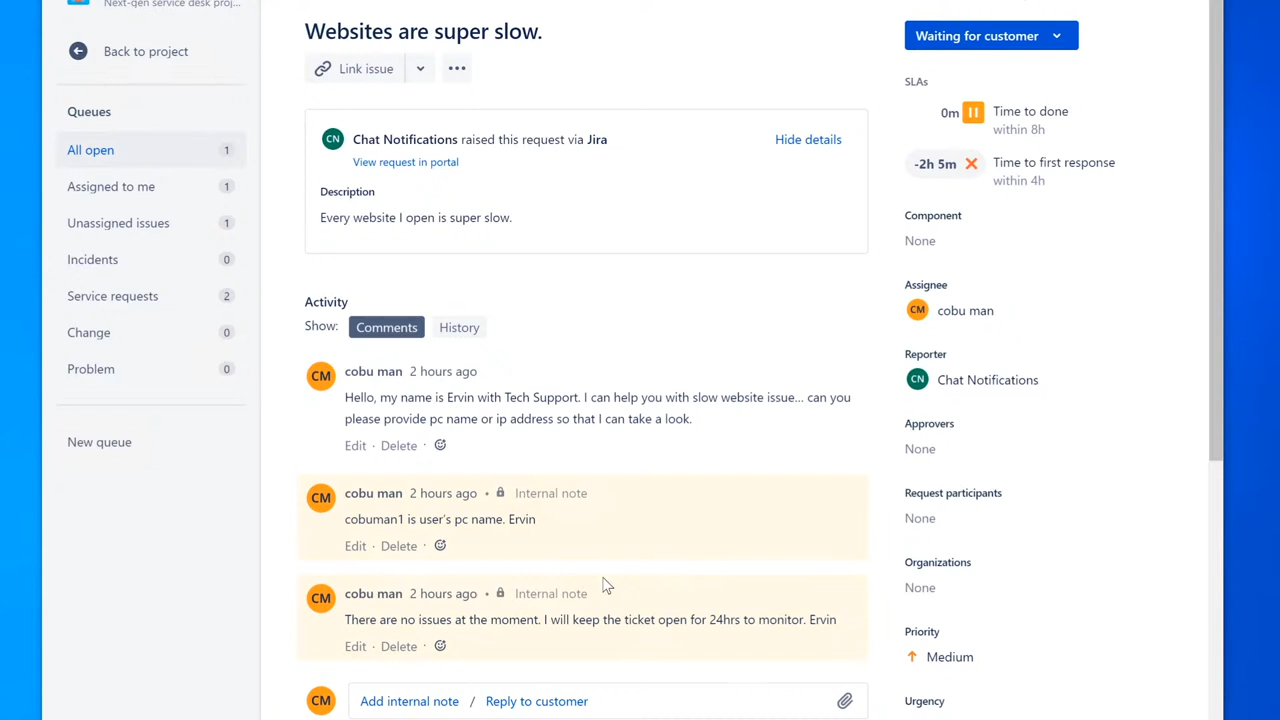 Next-gen service desk proj...
Back to project
Queues
All open 1
Assigned to me 1
Unassigned issues 1
Incidents 0
Service requests 2
Change 0
Problem 0
New queue
Websites are super slow.
Link issue
CN Chat Notifications raised this request via Jira Hide details
View request in portal
Description
Every website I open is super slow.
Activity
Show: Comments History
CM cobu man 2 hours ago
Hello, my name is Ervin with Tech Support. I can help you with slow website issue... can you
please provide pc name or ip address so that I can take a look.
Edit · Delete ·
CM cobu man 2 hours ago • Internal note
cobuman1 is user's pc name. Ervin
Edit · Delete ·
CM cobu man 2 hours ago • Internal note
There are no issues at the moment. I will keep the ticket open for 24hrs to monitor. Ervin
Edit · Delete ·
CM Add internal note / Reply to customer
Waiting for customer
SLAs
0m Time to done
within 8h
-2h 5m Time to first response
within 4h
Component
None
Assignee
CM cobu man
Reporter
CN Chat Notifications
Approvers
None
Request participants
None
Organizations
None
Priority
Medium
Urgency